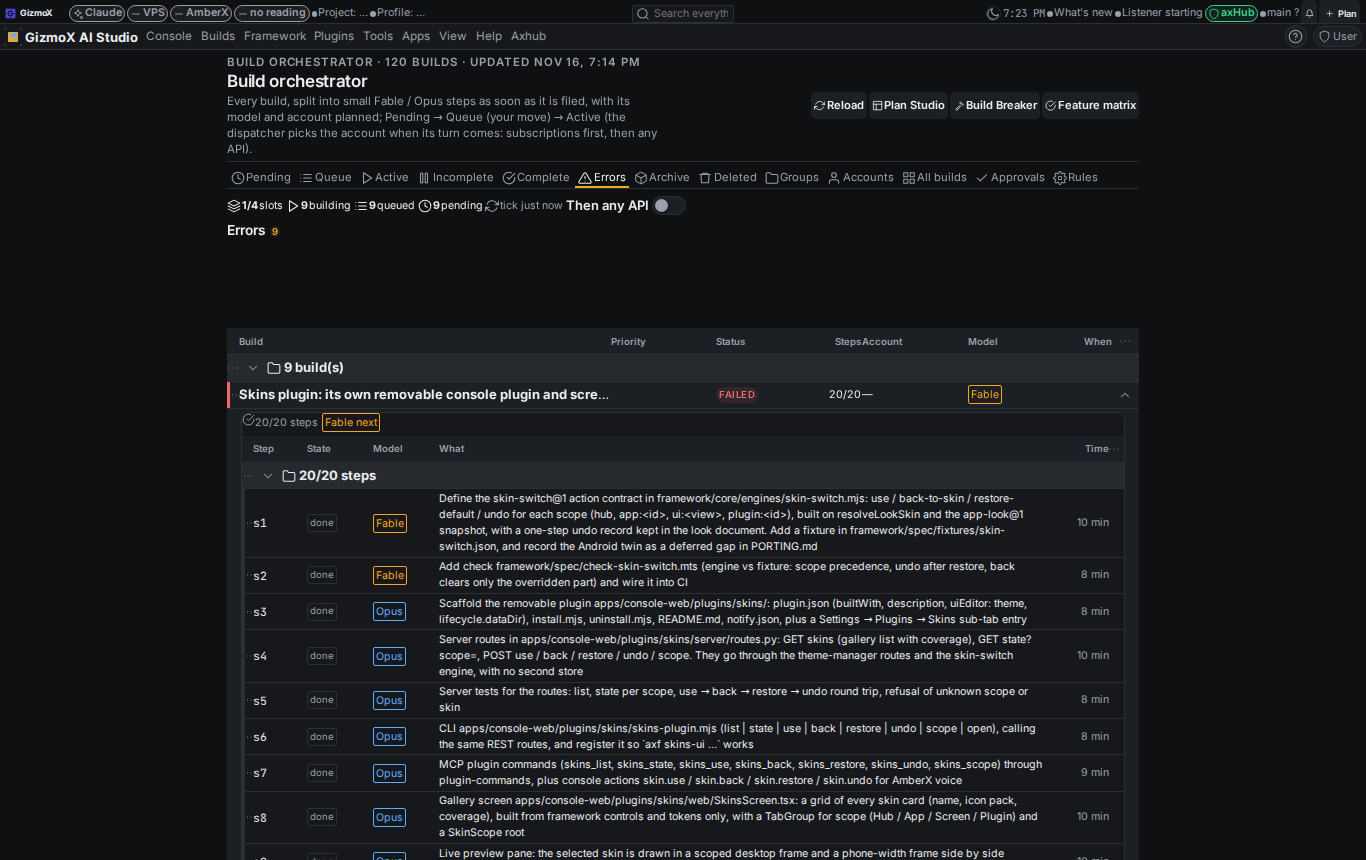 GizmoX Claude VPS AmberX no reading Project: ... Profile: ... Search everyth 7:23 PM What's new Listener starting axHub main ? Plan
GizmoX AI Studio Console Builds Framework Plugins Tools Apps View Help Axhub User
BUILD ORCHESTRATOR · 120 BUILDS · UPDATED NOV 16, 7:14 PM
Build orchestrator
Every build, split into small Fable / Opus steps as soon as it is filed, with its
model and account planned; Pending → Queue (your move) → Active (the
dispatcher picks the account when its turn comes: subscriptions first, then any
API).
Reload Plan Studio Build Breaker Feature matrix
Pending Queue Active Incomplete Complete Errors Archive Deleted Groups Accounts All builds Approvals Rules
1/4 slots 9 building 9 queued 9 pending tick just now Then any API
Errors 9
Build Priority Status Steps Account Model When ...
9 build(s)
Skins plugin: its own removable console plugin and scre... FAILED 20/20 — Fable
20/20 steps Fable next
Step State Model What Time
20/20 steps
s1 done Fable Define the skin-switch@1 action contract in framework/core/engines/skin-switch.mjs: use / back-to-skin / restore-
default / undo for each scope (hub, app:<id>, ui:<view>, plugin:<id>), built on resolveLookSkin and the app-look@1
snapshot, with a one-step undo record kept in the look document. Add a fixture in framework/spec/fixtures/skin-
switch.json, and record the Android twin as a deferred gap in PORTING.md 10 min
s2 done Fable Add check framework/spec/check-skin-switch.mts (engine vs fixture: scope precedence, undo after restore, back
clears only the overridden part) and wire it into CI 8 min
s3 done Opus Scaffold the removable plugin apps/console-web/plugins/skins/: plugin.json (builtWith, description, uiEditor: theme,
lifecycle.dataDir), install.mjs, uninstall.mjs, README.md, notify.json, plus a Settings → Plugins → Skins sub-tab entry 8 min
s4 done Opus Server routes in apps/console-web/plugins/skins/server/routes.py: GET skins (gallery list with coverage), GET state?
scope=, POST use / back / restore / undo / scope. They go through the theme-manager routes and the skin-switch
engine, with no second store 10 min
s5 done Opus Server tests for the routes: list, state per scope, use → back → restore → undo round trip, refusal of unknown scope or
skin 8 min
s6 done Opus CLI apps/console-web/plugins/skins/skins-plugin.mjs (list | state | use | back | restore | undo | scope | open), calling
the same REST routes, and register it so `axf skins-ui ...` works 8 min
s7 done Opus MCP plugin commands (skins_list, skins_state, skins_use, skins_back, skins_restore, skins_undo, skins_scope) through
plugin-commands, plus console actions skin.use / skin.back / skin.restore / skin.undo for AmberX voice 9 min
s8 done Opus Gallery screen apps/console-web/plugins/skins/web/SkinsScreen.tsx: a grid of every skin card (name, icon pack,
coverage), built from framework controls and tokens only, with a TabGroup for scope (Hub / App / Screen / Plugin) and
a SkinScope root 10 min
Live preview pane: the selected skin is drawn in a scoped desktop frame and a phone-width frame side by side